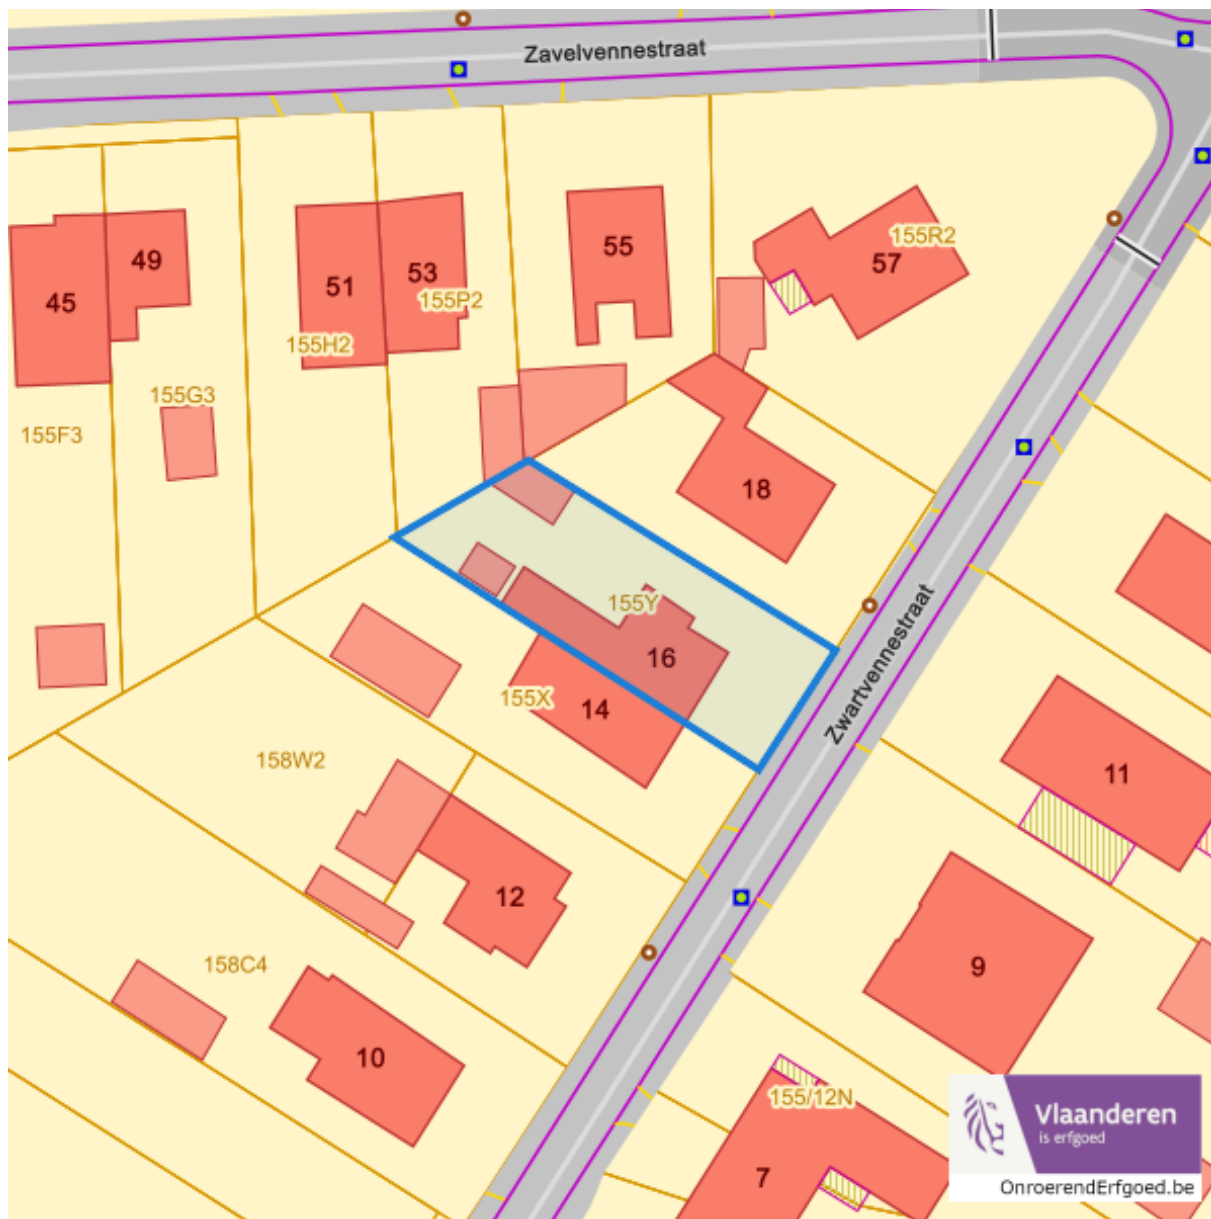 Zavelvennestraat
49
45
51
53
155P2
155H2
55
155R2
57
155G3
155F3
18
155Y
16
155X
14
Zwartvennestraat
158W2
11
12
9
158C4
10
155/12N
7
Vlaanderen
is erfgoed
OnroerendErfgoed.be